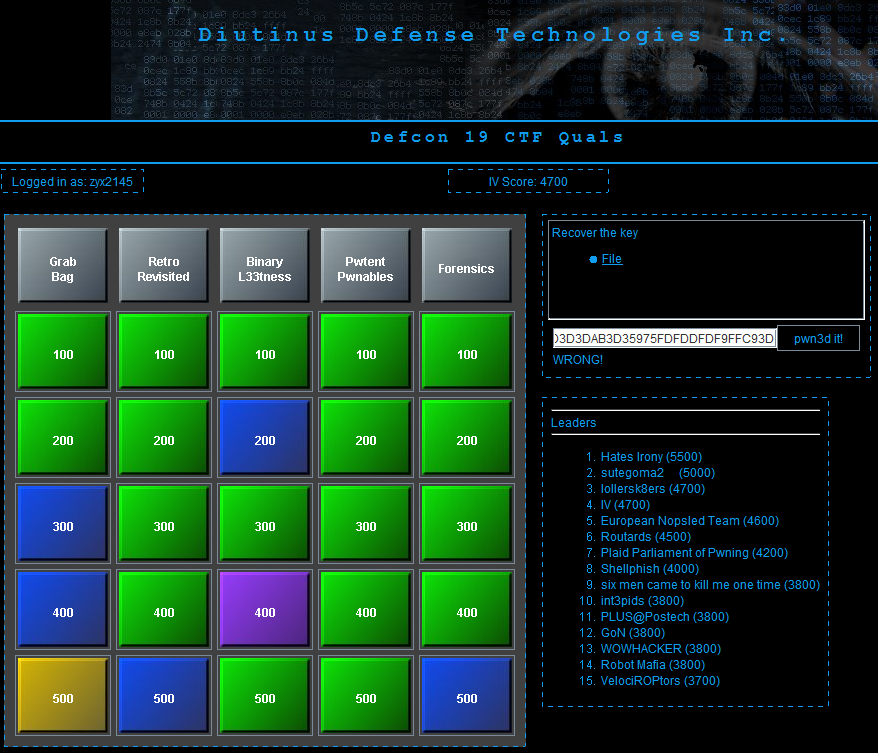 Diutinus Defense Technologies Inc.
Defcon 19 CTF Quals
Logged in as: zyx2145
IV Score: 4700
Grab Bag
Retro Revisited
Binary L33tness
Pwtent Pwnables
Forensics
100 100 100 100 100
200 200 200 200 200
300 300 300 300 300
400 400 400 400 400
500 500 500 500 500
Recover the key
File
D3D3DAB3D35975FDFDDFDF9FFC93D
pwn3d it!
WRONG!
Leaders
1. Hates Irony (5500)
2. sutegoma2 (5000)
3. lollersk8ers (4700)
4. IV (4700)
5. European Nopsled Team (4600)
6. Routards (4500)
7. Plaid Parliament of Pwning (4200)
8. Shellphish (4000)
9. six men came to kill me one time (3800)
10. int3pids (3800)
11. PLUS@Postech (3800)
12. GoN (3800)
13. WOWHACKER (3800)
14. Robot Mafia (3800)
15. VelociROPtors (3700)